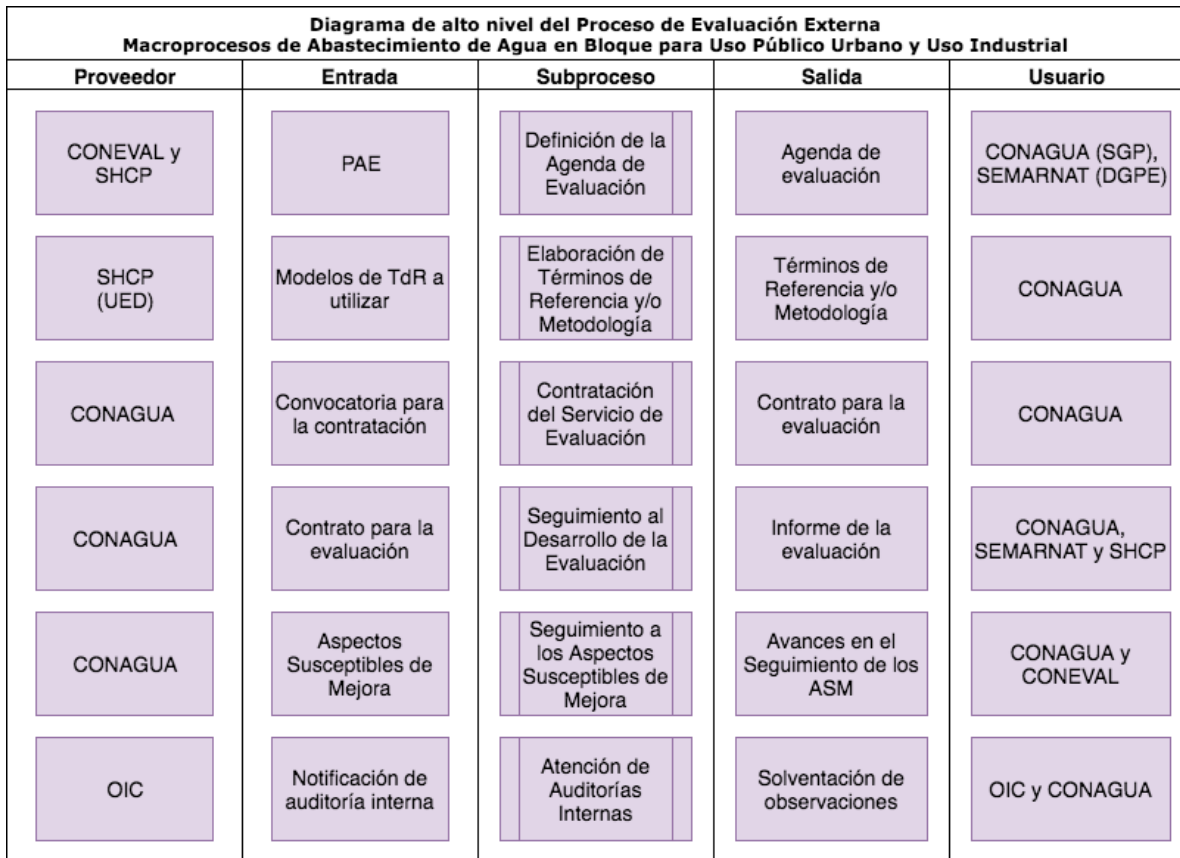 Diagrama de alto nivel del Proceso de Evaluación Externa
Macroprocesos de Abastecimiento de Agua en Bloque para Uso Público Urbano y Uso Industrial
Proveedor
Entrada
Subproceso
Salida
Usuario
CONEVAL y
SHCP
PAE
Definición de la
Agenda de
Evaluación
Agenda de
evaluación
CONAGUA (SGP),
SEMARNAT (DGPE)
SHCP
(UED)
Modelos de TdR a
utilizar
Elaboración de
Términos de
Referencia y/o
Metodología
Términos de
Referencia y/o
Metodología
CONAGUA
CONAGUA
Convocatoria para
la contratación
Contratación
del Servicio de
Evaluación
Contrato para la
evaluación
CONAGUA
CONAGUA
Contrato para la
evaluación
Seguimiento al
Desarrollo de la
Evaluación
Informe de la
evaluación
CONAGUA,
SEMARNAT y SHCP
CONAGUA
Aspectos
Susceptibles de
Mejora
Seguimiento a
los Aspectos
Susceptibles de
Mejora
Avances en el
Seguimiento de los
ASM
CONAGUA y
CONEVAL
OIC
Notificación de
auditoría interna
Atención de
Auditorías
Internas
Solventación de
observaciones
OIC y CONAGUA